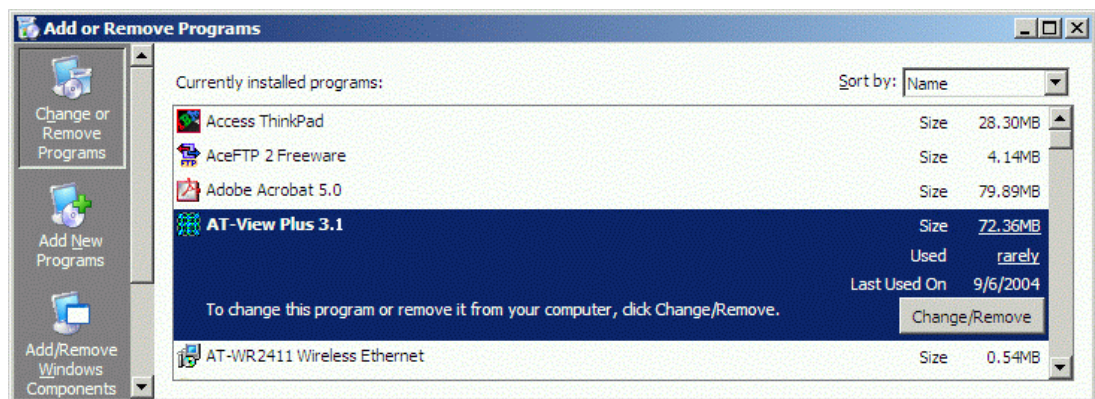 Add or Remove Programs
Change or
Remove
Programs
Add New
Programs
Add/Remove
Windows
Components
Currently installed programs:
Sort by: Name
Access ThinkPad Size 28.30MB
FTP AceFTP 2 Freeware Size 4.14MB
Adobe Acrobat 5.0 Size 79.89MB
AT-View Plus 3.1 Size 72.36MB
Used rarely
Last Used On 9/6/2004
To change this program or remove it from your computer, click Change/Remove.
Change/Remove
AT-WR2411 Wireless Ethernet Size 0.54MB